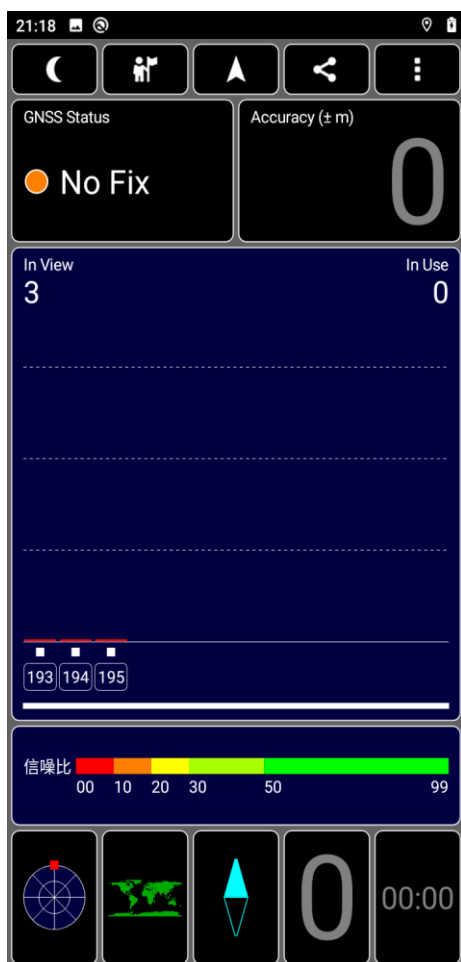 21:18
GNSS Status
Accuracy (± m)
No Fix
0
In View
In Use
3
0
193 194 195
信噪比
00 10 20 30 50 99
0
00:00